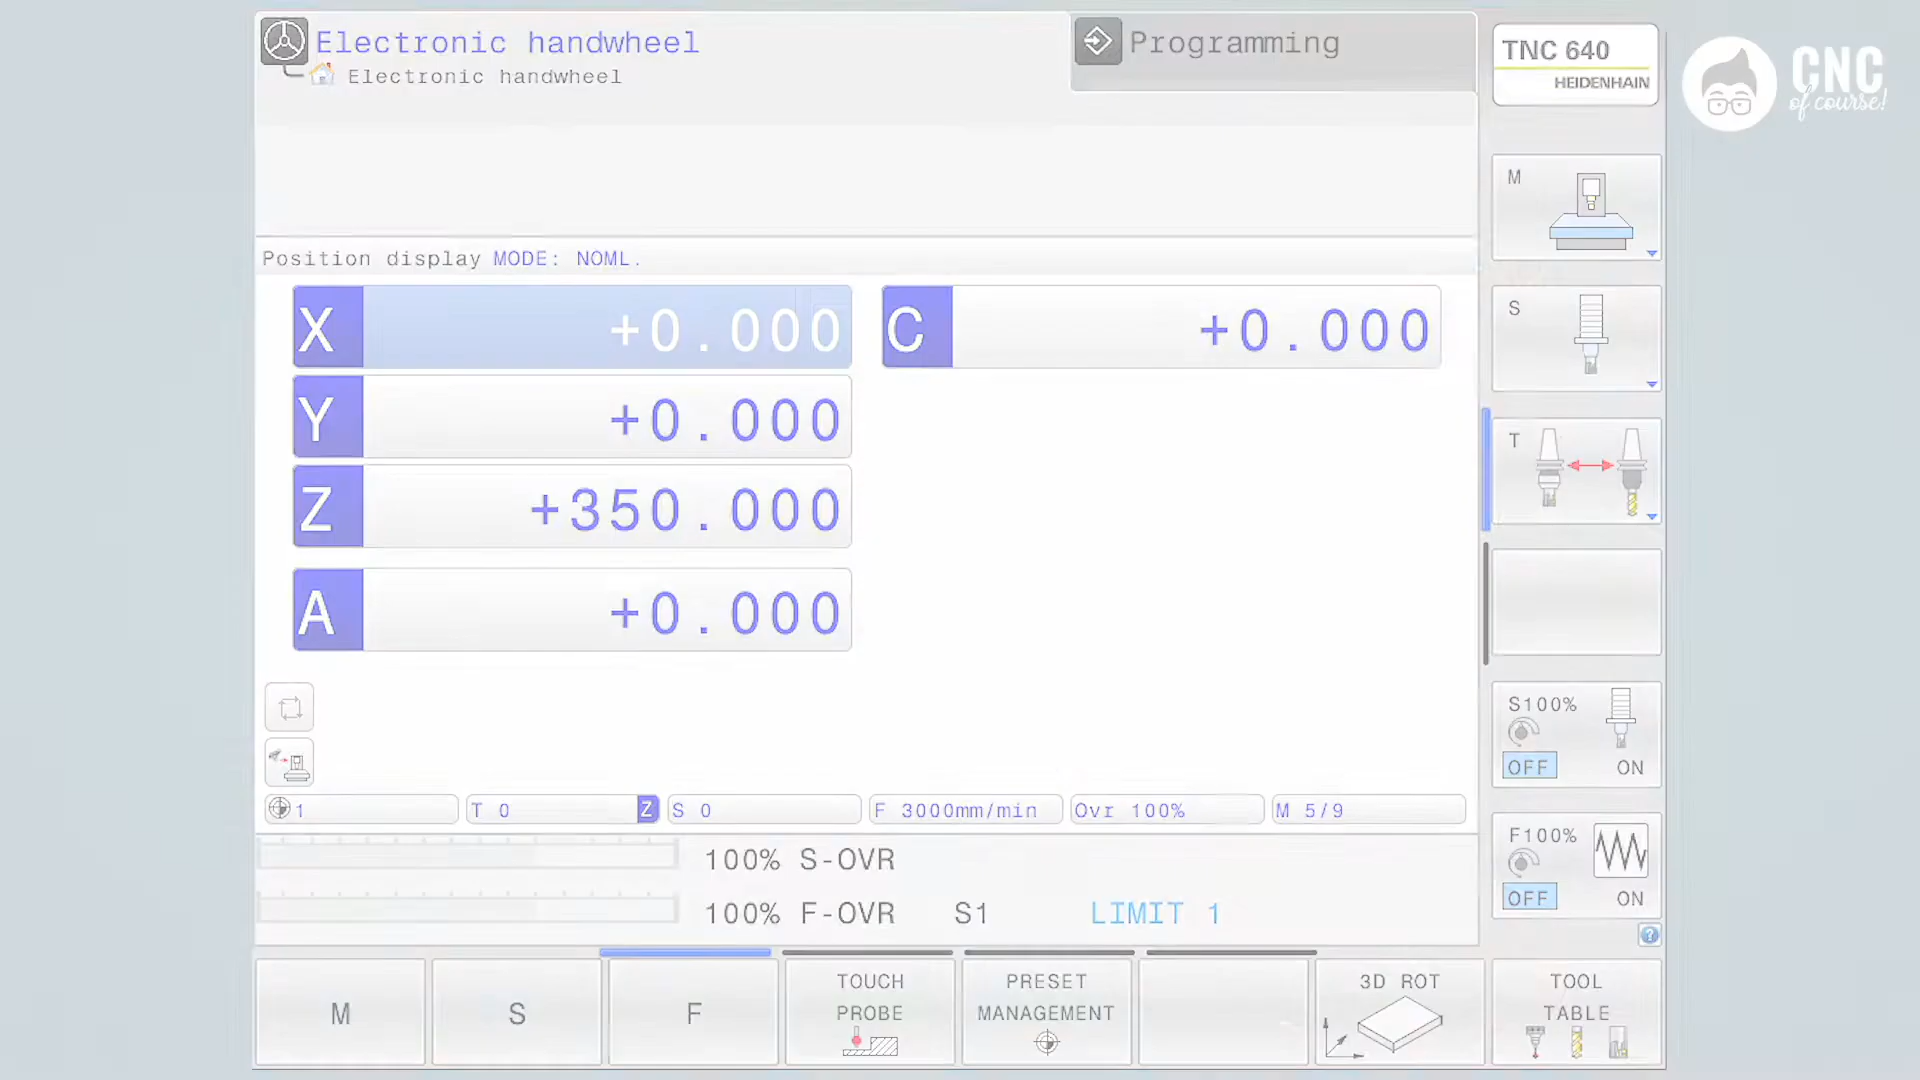 Electronic handwheel
Electronic handwheel
Programming
TNC 640
HEIDENHAIN
CNC
of course!
Position display MODE: NOML.
X +0.000
C +0.000
Y +0.000
Z +350.000
A +0.000
1
T 0 Z
S 0
F 3000mm/min
Ovr 100%
M 5/9
100% S-OVR
100% F-OVR S1 LIMIT 1
M
S
T
S100%
OFF ON
F100%
OFF ON
?
M
S
F
TOUCH
PROBE
PRESET
MANAGEMENT
3D ROT
TOOL
TABLE